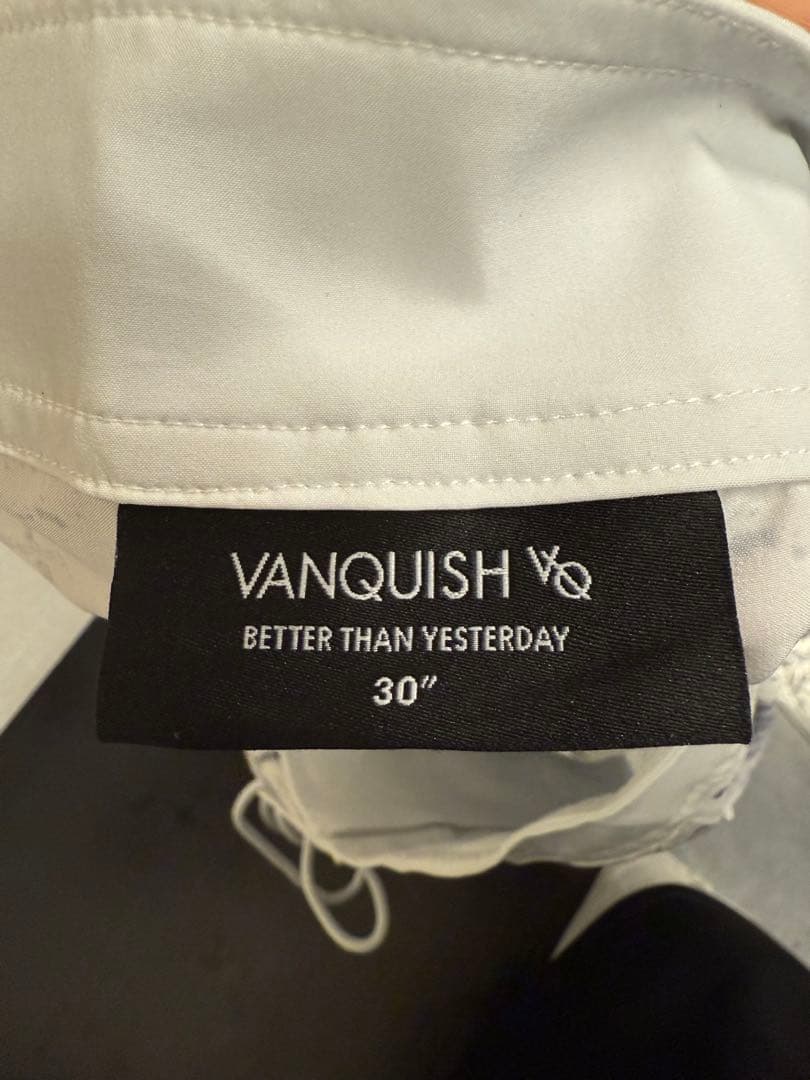 VANQUISH VQ
BETTER THAN YESTERDAY
30"